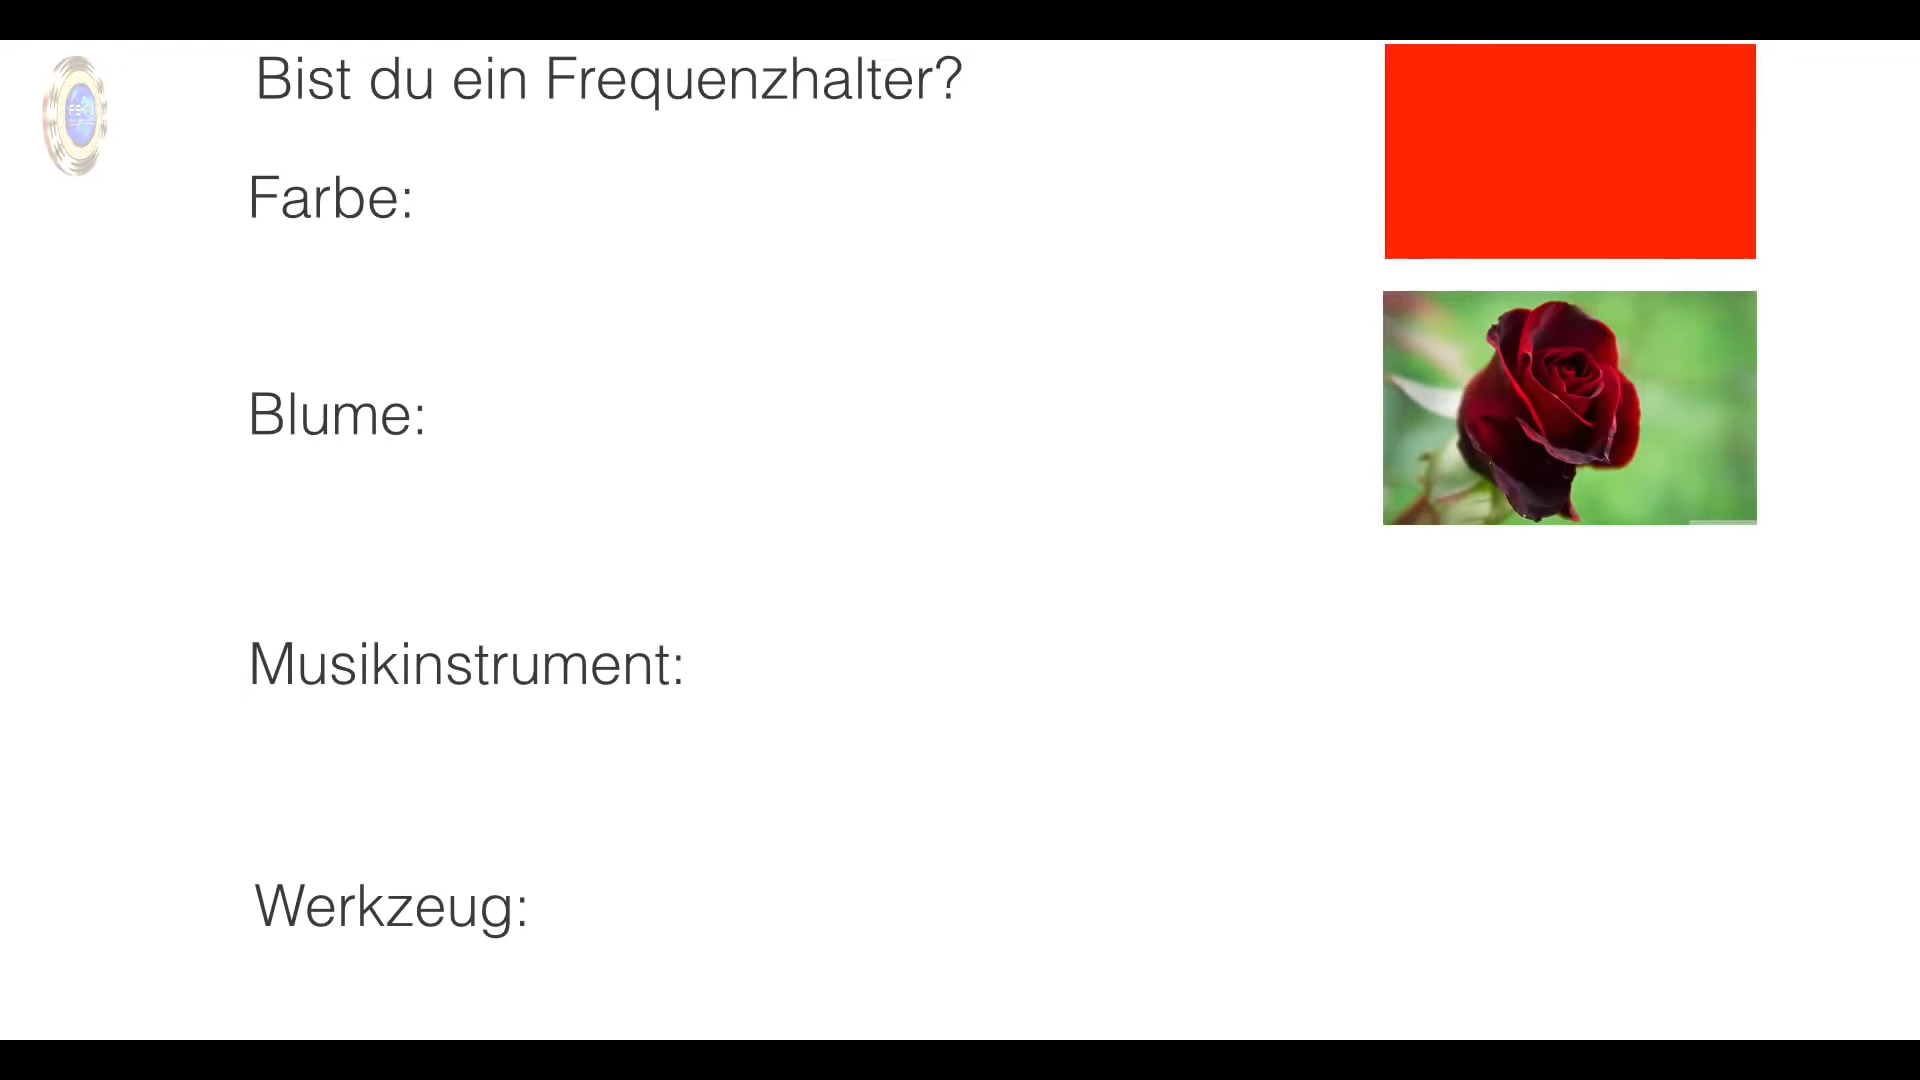 Bist du ein Frequenzhalter?
Farbe:
Blume:
Musikinstrument:
Werkzeug: